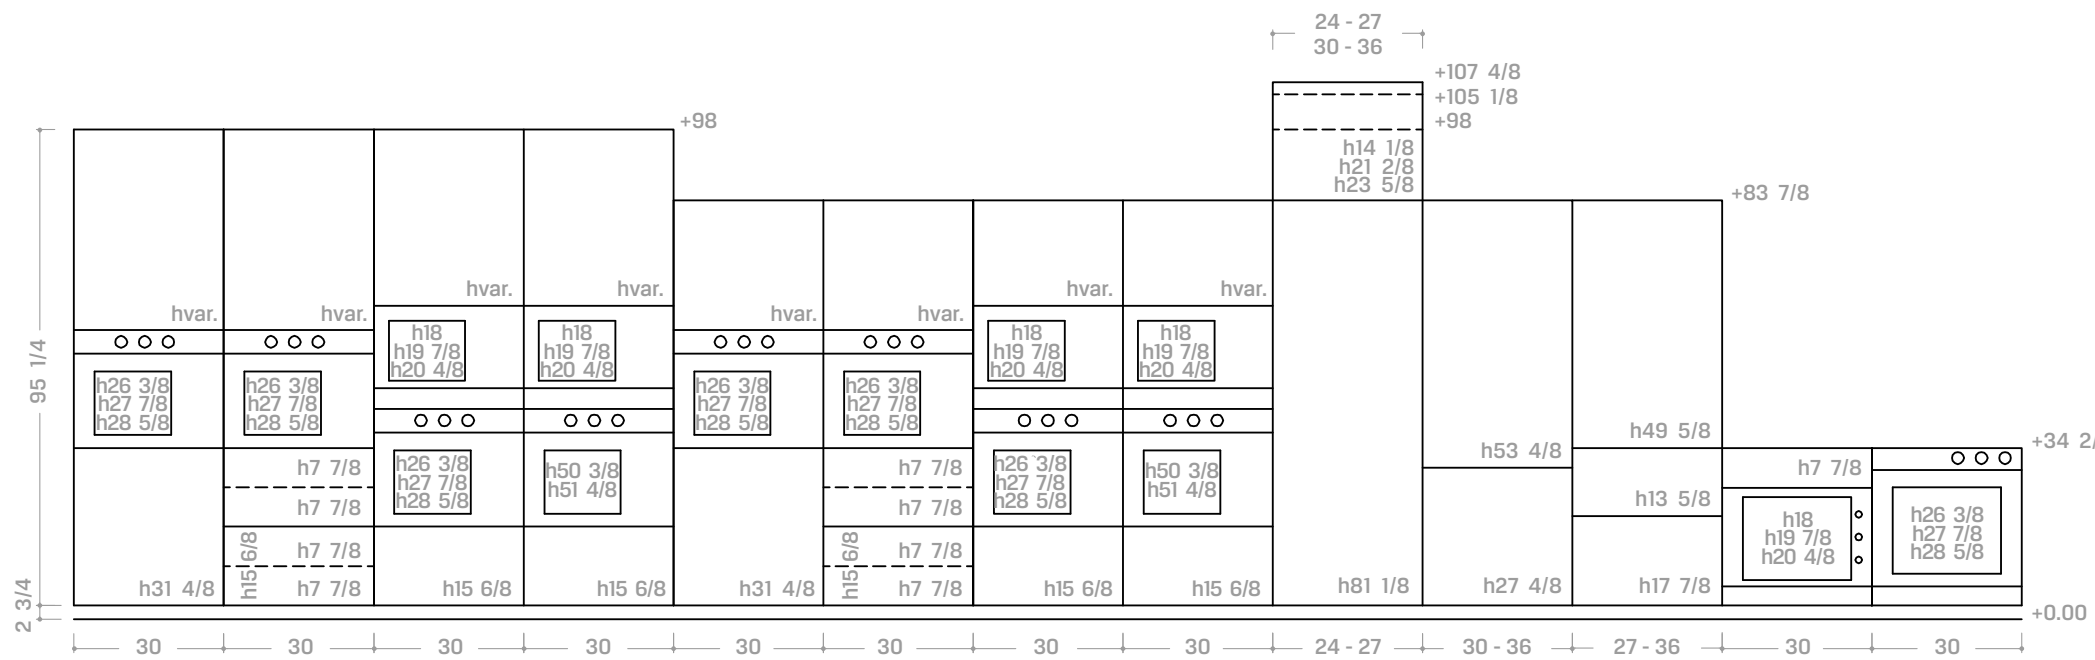 24 - 27
30 - 36
+107 4/8
+105 1/8
+98
+98
h14 1/8
h21 2/8
h23 5/8
+83 7/8
95 1/4
2 3/4
hvar.
h26 3/8
h27 7/8
h28 5/8
h31 4/8
hvar.
h26 3/8
h27 7/8
h28 5/8
h7 7/8
h7 7/8
h15 6/8
h7 7/8
h7 7/8
hvar.
h18
h19 7/8
h20 4/8
h26 3/8
h27 7/8
h28 5/8
h15 6/8
hvar.
h18
h19 7/8
h20 4/8
h50 3/8
h51 4/8
h15 6/8
hvar.
h26 3/8
h27 7/8
h28 5/8
h31 4/8
hvar.
h26 3/8
h27 7/8
h28 5/8
h7 7/8
h7 7/8
h15 6/8
h7 7/8
h7 7/8
hvar.
h18
h19 7/8
h20 4/8
h26 3/8
h27 7/8
h28 5/8
h15 6/8
hvar.
h18
h19 7/8
h20 4/8
h50 3/8
h51 4/8
h15 6/8
h81 1/8
h53 4/8
h27 4/8
h49 5/8
h13 5/8
h17 7/8
h7 7/8
h18
h19 7/8
h20 4/8
h26 3/8
h27 7/8
h28 5/8
+34 2/
+0.00
30
30
30
30
30
30
30
30
24 - 27
30 - 36
27 - 36
30
30